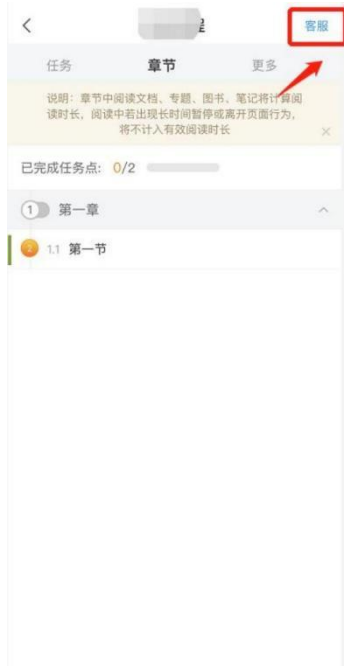 程 客服
任务 章节 更多
说明：章节中阅读文档、专题、图书、笔记将计算阅
读时长，阅读中若出现长时间暂停或离开页面行为，
将不计入有效阅读时长
已完成任务点：0/2
1 第一章
2 1.1 第一节